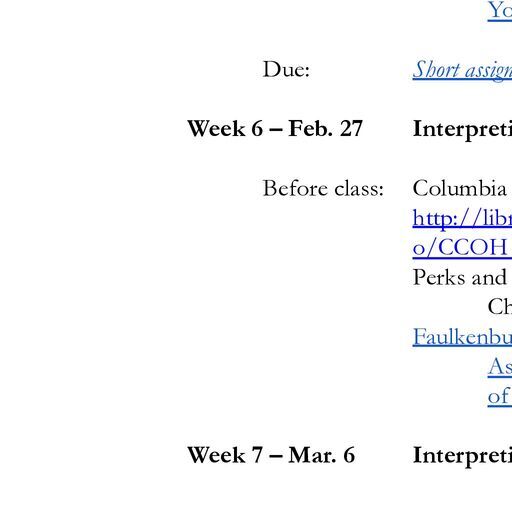 Yo
Due: Short assign
Week 6 – Feb. 27 Interpreti
Before class: Columbia
http://libr
o/CCOH
Perks and
Ch
Faulkenbu
As
of
Week 7 – Mar. 6 Interpreti